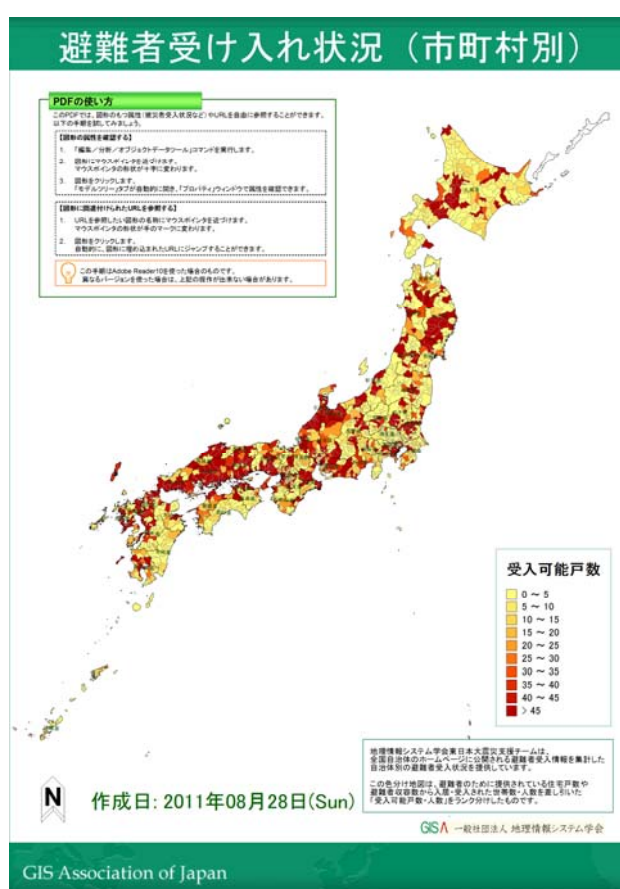 避難者受け入れ状況（市町村別）
PDFの使い方
このPDFでは、図形のもつ属性（被災者受入状況など）やURLを自由に参照することができます。
以下の手順を試してみましょう。
【図形の属性を確認する】
1. 「編集／分析／オブジェクトデータツール」コマンドを実行します。
2. 図形にマウスポインタを近づけます。
マウスポインタの形状が十字に変わります。
3. 図形をクリックします。
「モデルツリー」タブが自動的に開き、「プロパティ」ウィンドウで属性を確認できます。
【図形に関連付けられたURLを参照する】
1. URLを参照したい図形の名称にマウスポインタを近づけます。
マウスポインタの形状が手のマークに変わります。
2. 図形をクリックします。
自動的に、図形に埋め込まれたURLにジャンプすることができます。
この手順はAdobe Reader10を使った場合のものです。
異なるバージョンを使った場合は、上記の操作が出来ない場合があります。
受入可能戸数
0 ～ 5
5 ～ 10
10 ～ 15
15 ～ 20
20 ～ 25
25 ～ 30
30 ～ 35
35 ～ 40
40 ～ 45
> 45
地理情報システム学会東日本大震災支援チームは、
全国自治体のホームページに公開される避難者受入情報を集計した
自治体別の避難者受入状況を提供しています。
この色分け地図は、避難者のために提供されている住宅戸数や
避難者収容数から入居・受入された世帯数・人数を差し引いた
「受入可能戸数・人数」をランク分けしたものです。
N
作成日: 2011年08月28日(Sun)
GISA 一般社団法人 地理情報システム学会
GIS Association of Japan